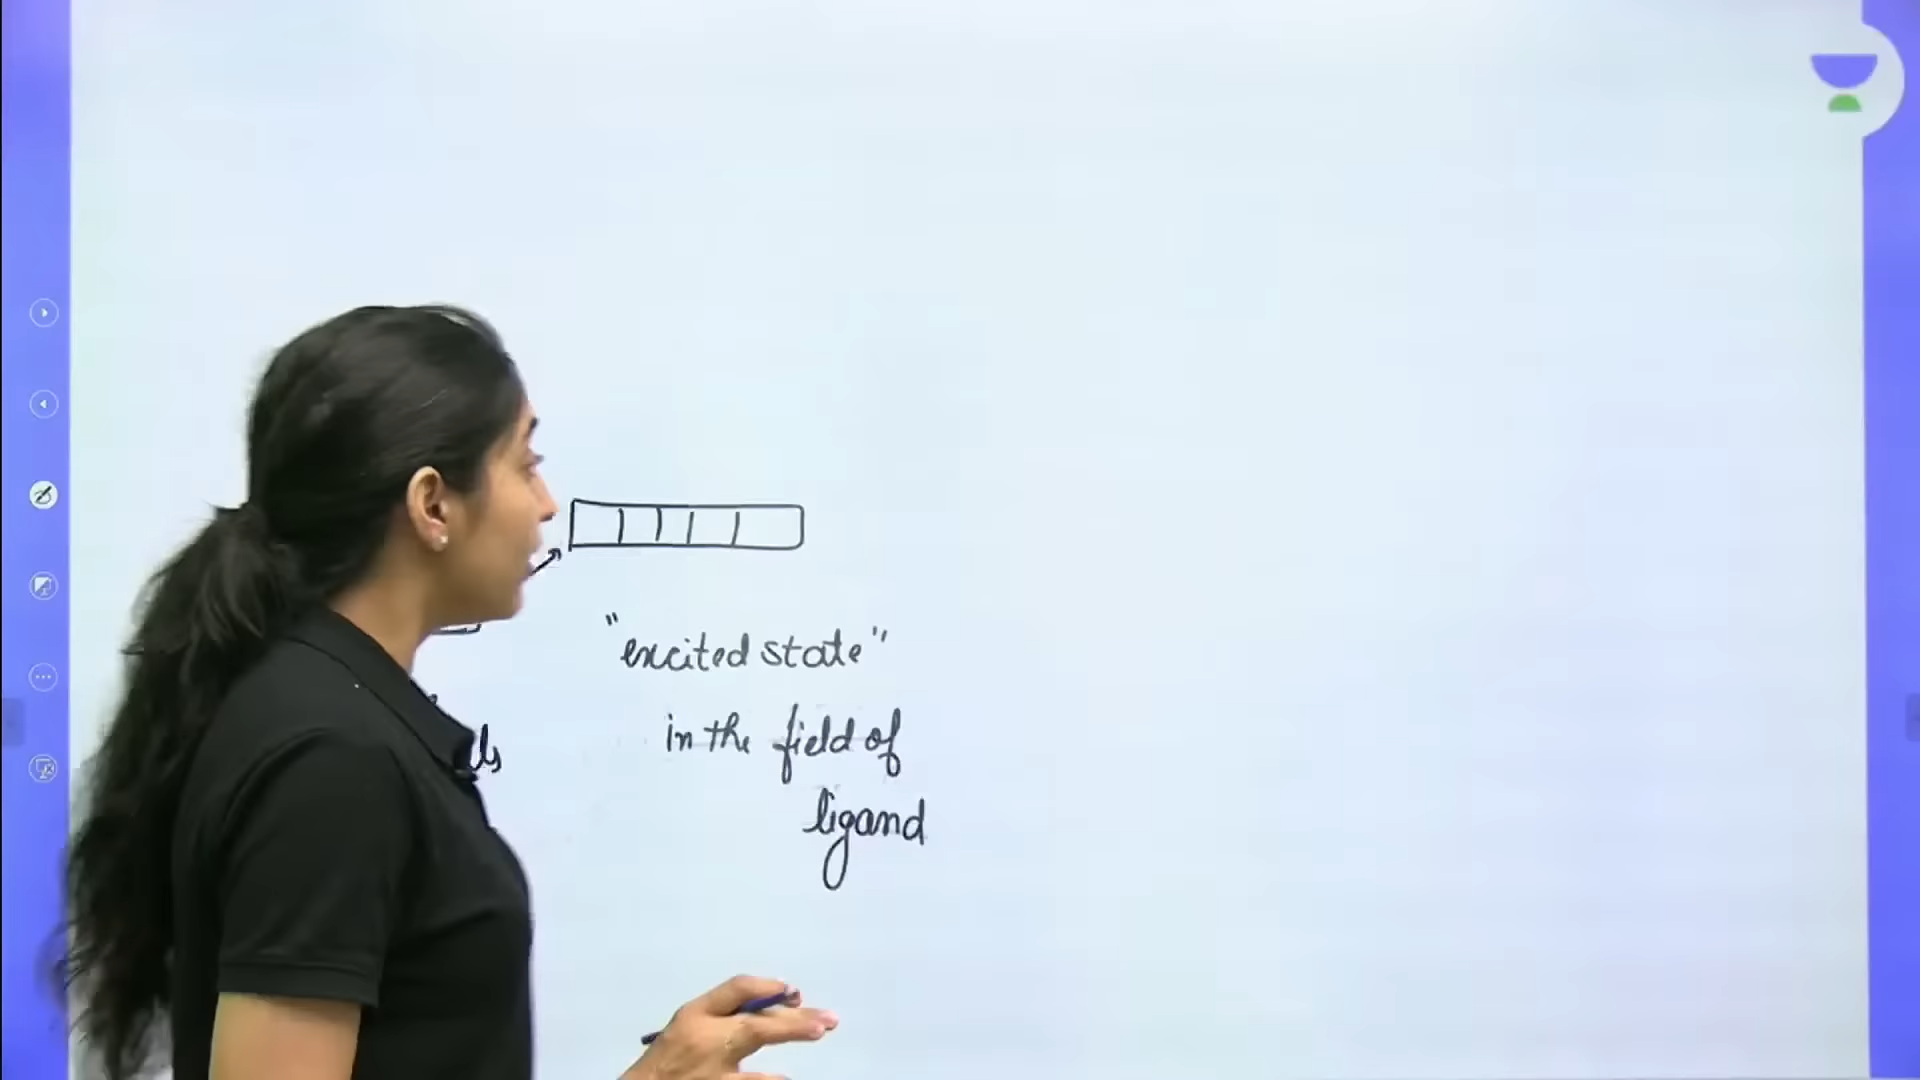 "excited state"
in the field of
ligand